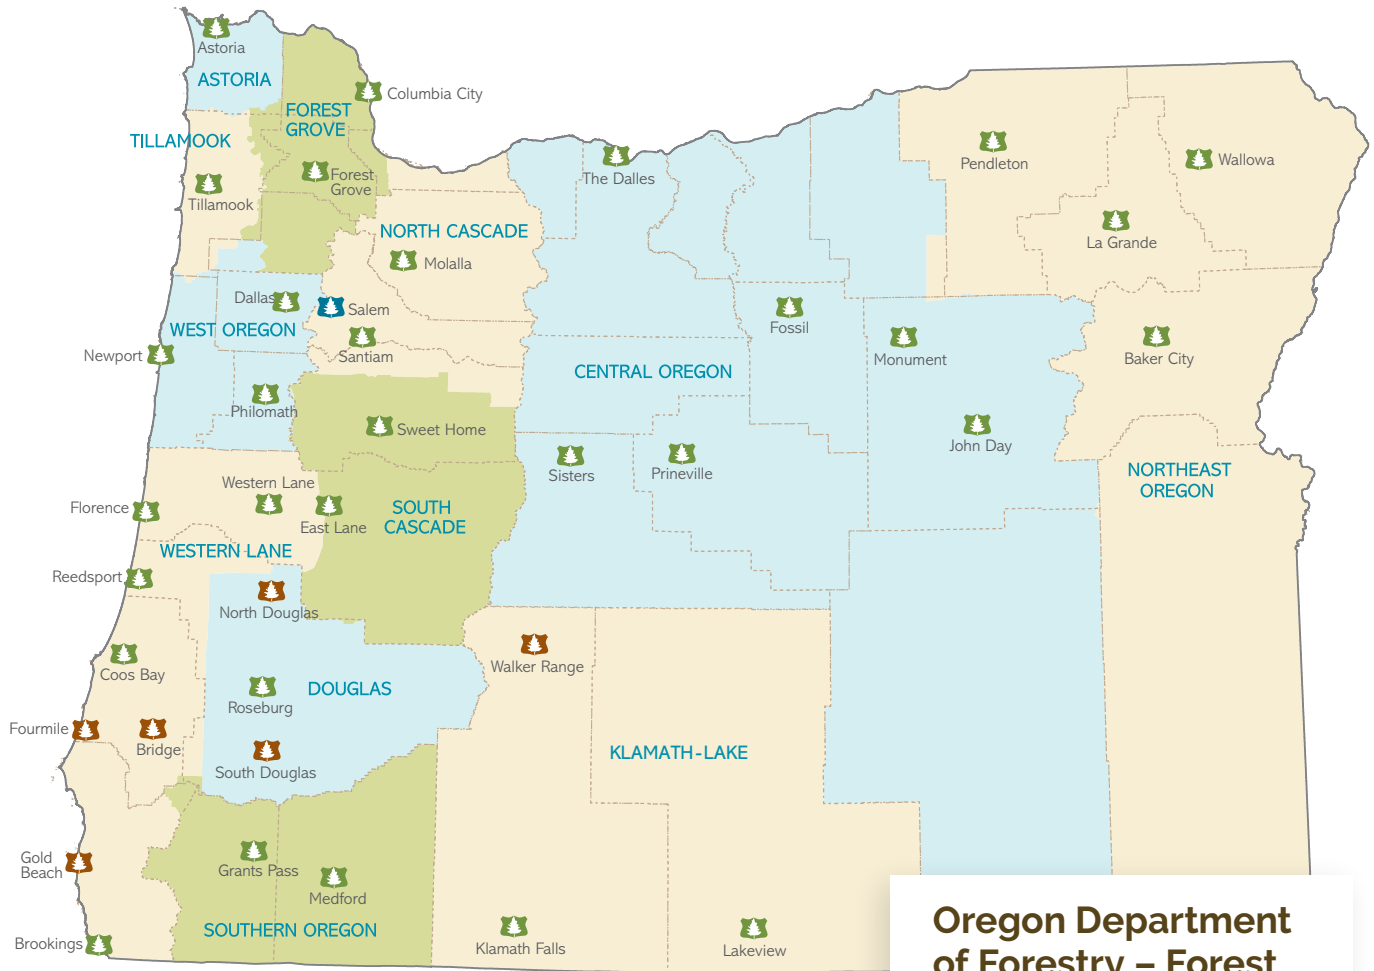 Astoria
ASTORIA
Columbia City
FOREST
GROVE
TILLAMOOK
Forest
Grove
Tillamook
The Dalles
Pendleton
Wallowa
La Grande
NORTH CASCADE
Molalla
Dallas
Salem
WEST OREGON
Santiam
Newport
Philomath
Fossil
Monument
Baker City
CENTRAL OREGON
Sweet Home
Sisters
Prineville
John Day
NORTHEAST
OREGON
Western Lane
Florence
East Lane
SOUTH
CASCADE
WESTERN LANE
Reedsport
North Douglas
Walker Range
Coos Bay
Roseburg
DOUGLAS
Fourmile
Bridge
South Douglas
KLAMATH-LAKE
Gold
Beach
Grants Pass
Medford
SOUTHERN OREGON
Brookings
Klamath Falls
Lakeview
Oregon Department
of Forestry – Forest